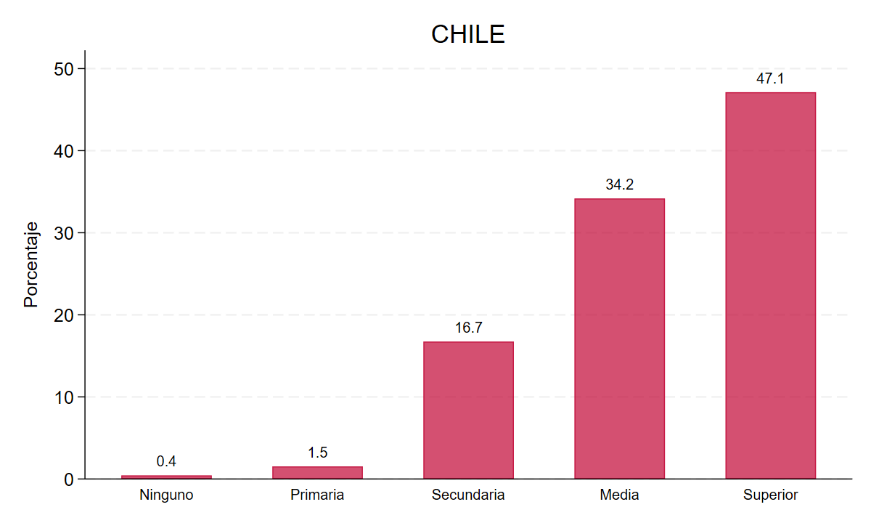 CHILE
Porcentaje
50
40
30
20
10
0
0.4
1.5
16.7
34.2
47.1
Ninguno
Primaria
Secundaria
Media
Superior